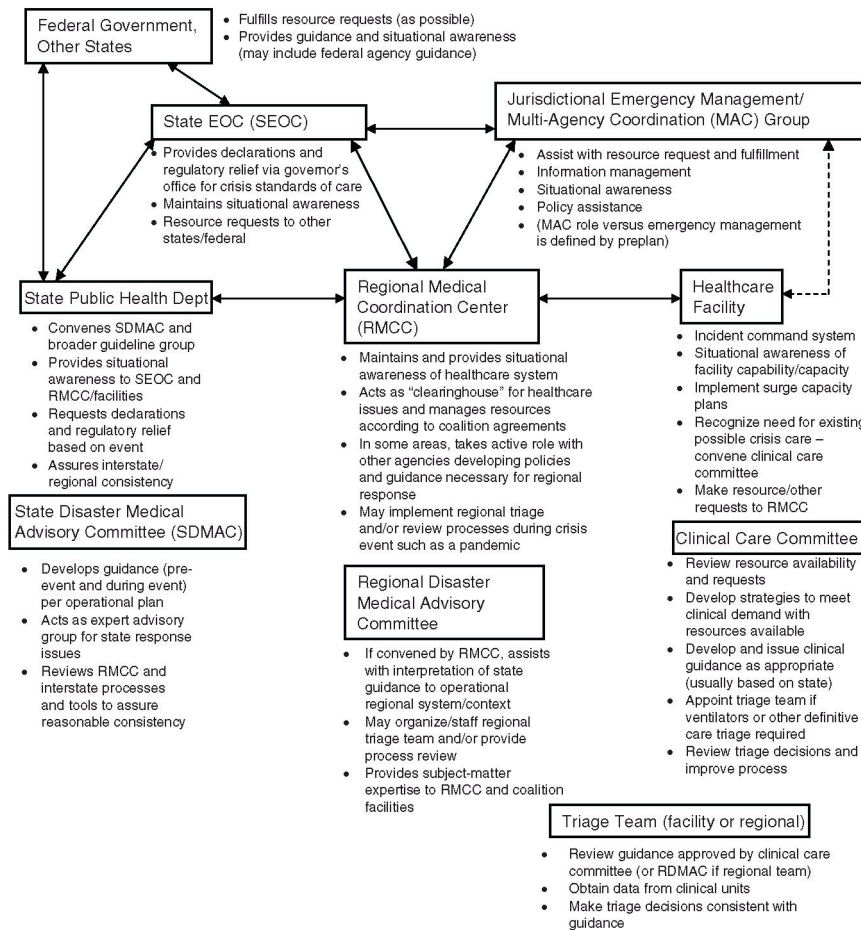 Federal Government,
Other States
• Fulfills resource requests (as possible)
• Provides guidance and situational awareness
(may include federal agency guidance)
State EOC (SEOC)
• Provides declarations and
regulatory relief via governor's
office for crisis standards of care
• Maintains situational awareness
• Resource requests to other
states/federal
Jurisdictional Emergency Management/
Multi-Agency Coordination (MAC) Group
• Assist with resource request and fulfillment
• Information management
• Situational awareness
• Policy assistance
• (MAC role versus emergency management
is defined by preplan)
State Public Health Dept
• Convenes SDMAC and
broader guideline group
• Provides situational
awareness to SEOC and
RMCC/facilities
• Requests declarations
and regulatory relief
based on event
• Assures interstate/
regional consistency
Regional Medical
Coordination Center
(RMCC)
• Maintains and provides situational
awareness of healthcare system
• Acts as "clearinghouse" for healthcare
issues and manages resources
according to coalition agreements
• In some areas, takes active role with
other agencies developing policies
and guidance necessary for regional
response
• May implement regional triage
and/or review processes during crisis
event such as a pandemic
Healthcare
Facility
• Incident command system
• Situational awareness of
facility capability/capacity
• Implement surge capacity
plans
• Recognize need for existing
possible crisis care –
convene clinical care
committee
• Make resource/other
requests to RMCC
State Disaster Medical
Advisory Committee (SDMAC)
• Develops guidance (pre-
event and during event)
per operational plan
• Acts as expert advisory
group for state response
issues
• Reviews RMCC and
interstate processes
and tools to assure
reasonable consistency
Regional Disaster
Medical Advisory
Committee
• If convened by RMCC, assists
with interpretation of state
guidance to operational
regional system/context
• May organize/staff regional
triage team and/or provide
process review
• Provides subject-matter
expertise to RMCC and coalition
facilities
Clinical Care Committee
• Review resource availability
and requests
• Develop strategies to meet
clinical demand with
resources available
• Develop and issue clinical
guidance as appropriate
(usually based on state)
• Appoint triage team if
ventilators or other definitive
care triage required
• Review triage decisions and
improve process
Triage Team (facility or regional)
• Review guidance approved by clinical care
committee (or RDMAC if regional team)
• Obtain data from clinical units
• Make triage decisions consistent with
guidance